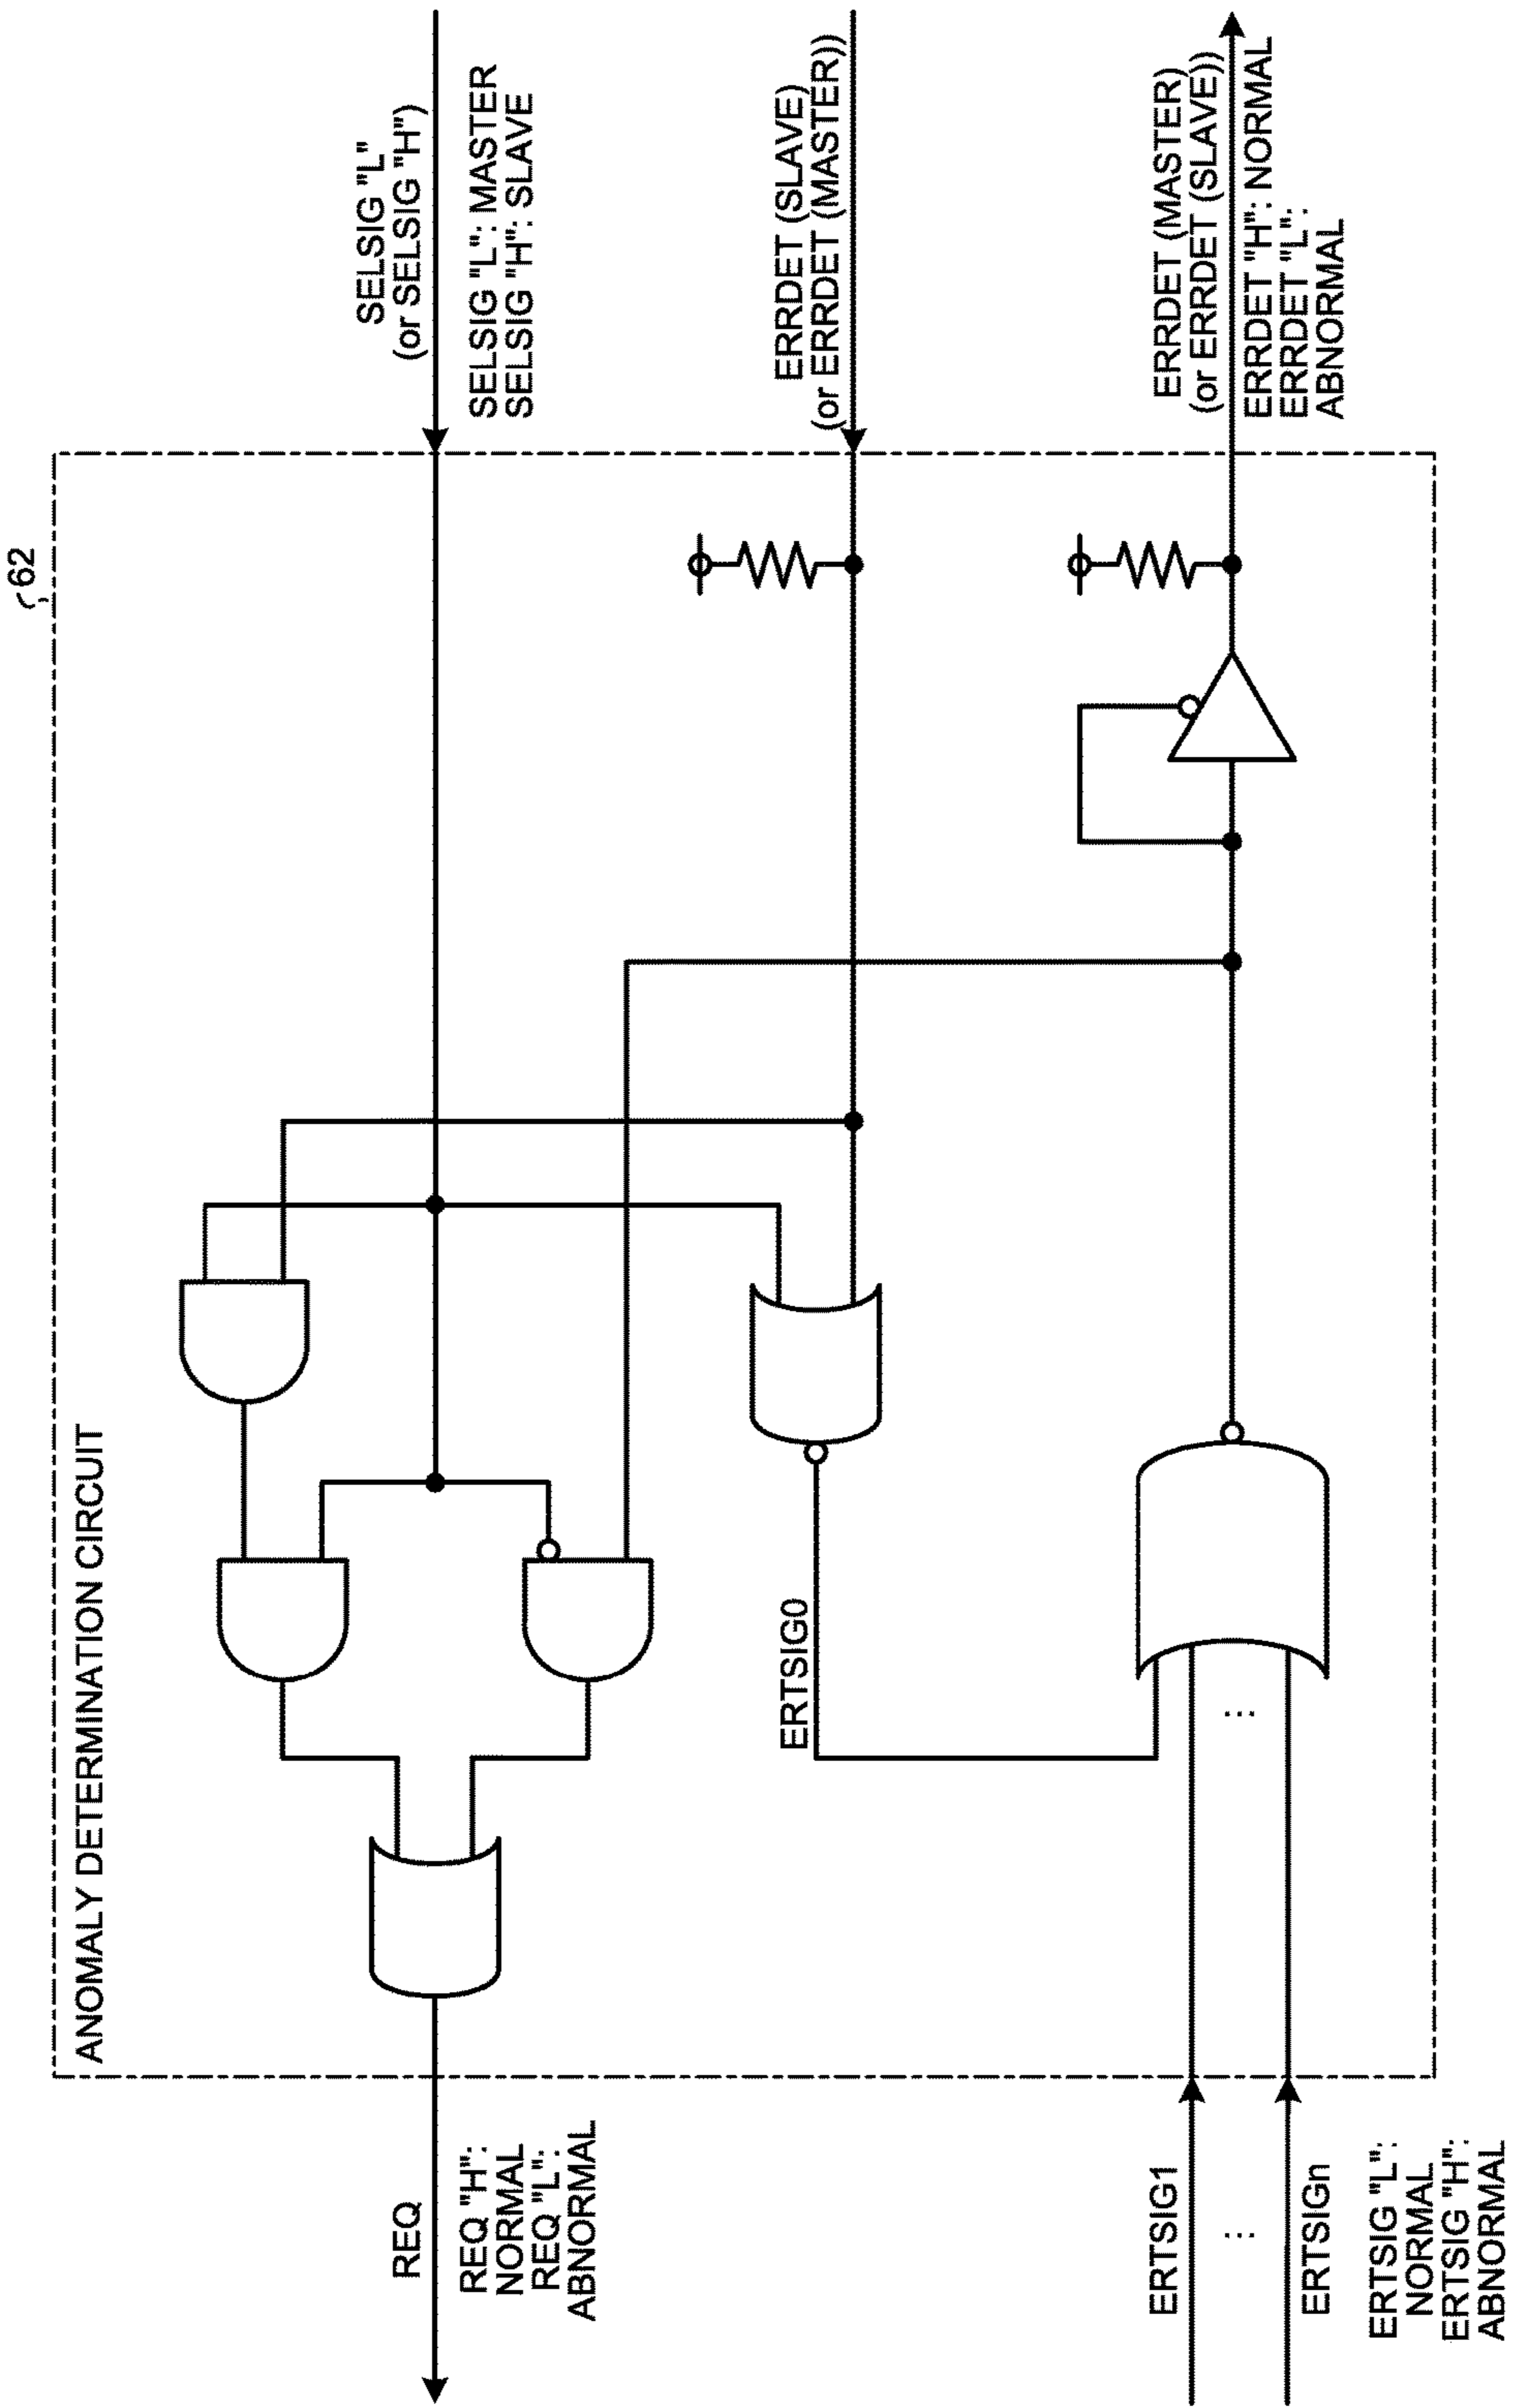 62
ANOMALY DETERMINATION CIRCUIT
SELSIG "L"
(or SELSIG "H")
SELSIG "L": MASTER
SELSIG "H": SLAVE
ERRDET (SLAVE)
(or ERRDET (MASTER))
ERRDET (MASTER)
(or ERRDET (SLAVE))
ERRDET "H": NORMAL
ERRDET "L":
ABNORMAL
ERTSIG0
...
REQ
REQ "H":
NORMAL
REQ "L":
ABNORMAL
ERTSIG1
...
ERTSIGn
ERTSIG "L":
NORMAL
ERTSIG "H":
ABNORMAL